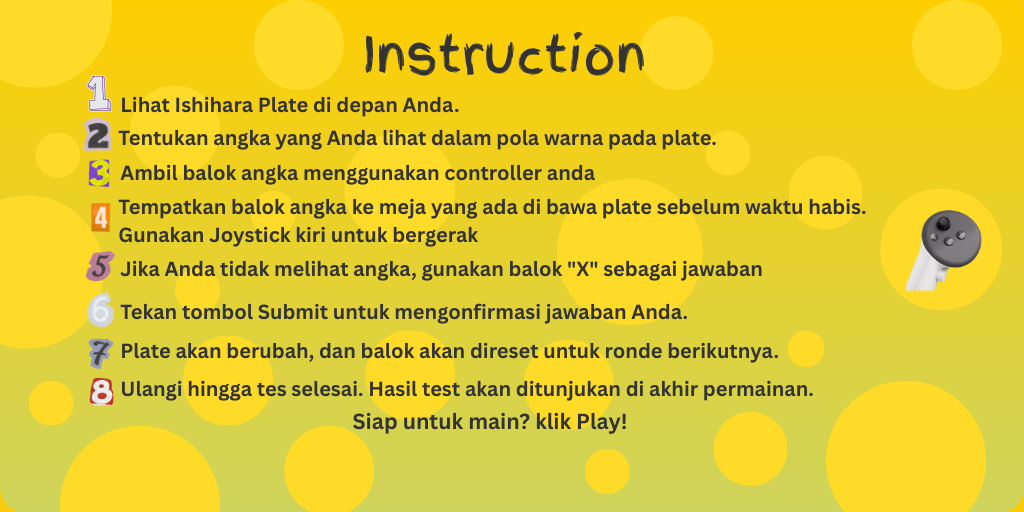 Instruction
1 Lihat Ishihara Plate di depan Anda.
2 Tentukan angka yang Anda lihat dalam pola warna pada plate.
3 Ambil balok angka menggunakan controller anda
4 Tempatkan balok angka ke meja yang ada di bawa plate sebelum waktu habis.
Gunakan Joystick kiri untuk bergerak
5 Jika Anda tidak melihat angka, gunakan balok "X" sebagai jawaban
6 Tekan tombol Submit untuk mengonfirmasi jawaban Anda.
7 Plate akan berubah, dan balok akan direset untuk ronde berikutnya.
8 Ulangi hingga tes selesai. Hasil test akan ditunjukan di akhir permainan.
Siap untuk main? klik Play!